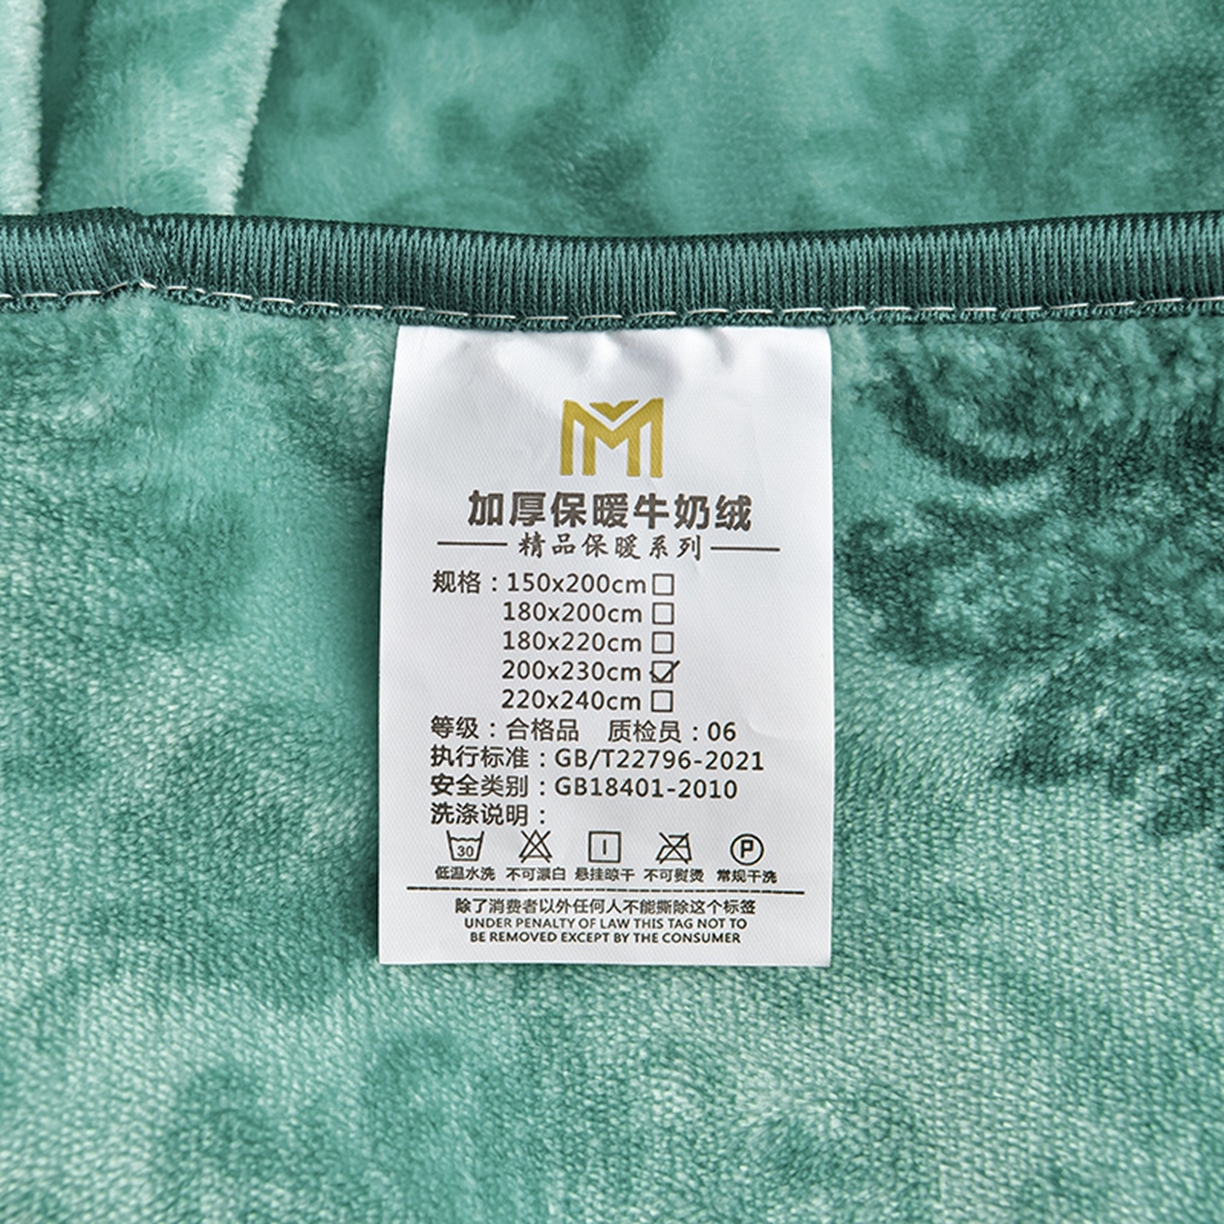 加厚保暖牛奶绒
精品保暖系列
规格：150x200cm□
180x200cm□
180x220cm□
200x230cm☑
220x240cm□
等级：合格品 质检员：06
执行标准：GB/T22796-2021
安全类别：GB18401-2010
洗涤说明：
30 P
低温水洗 不可漂白 悬挂晾干 不可熨烫 常规干洗
除了消费者以外任何人不能撕除这个标签
UNDER PENALTY OF LAW THIS TAG NOT TO
BE REMOVED EXCEPT BY THE CONSUMER